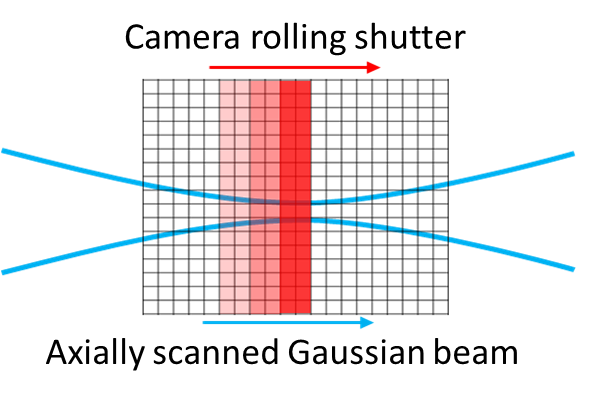 Camera rolling shutter
Axially scanned Gaussian beam